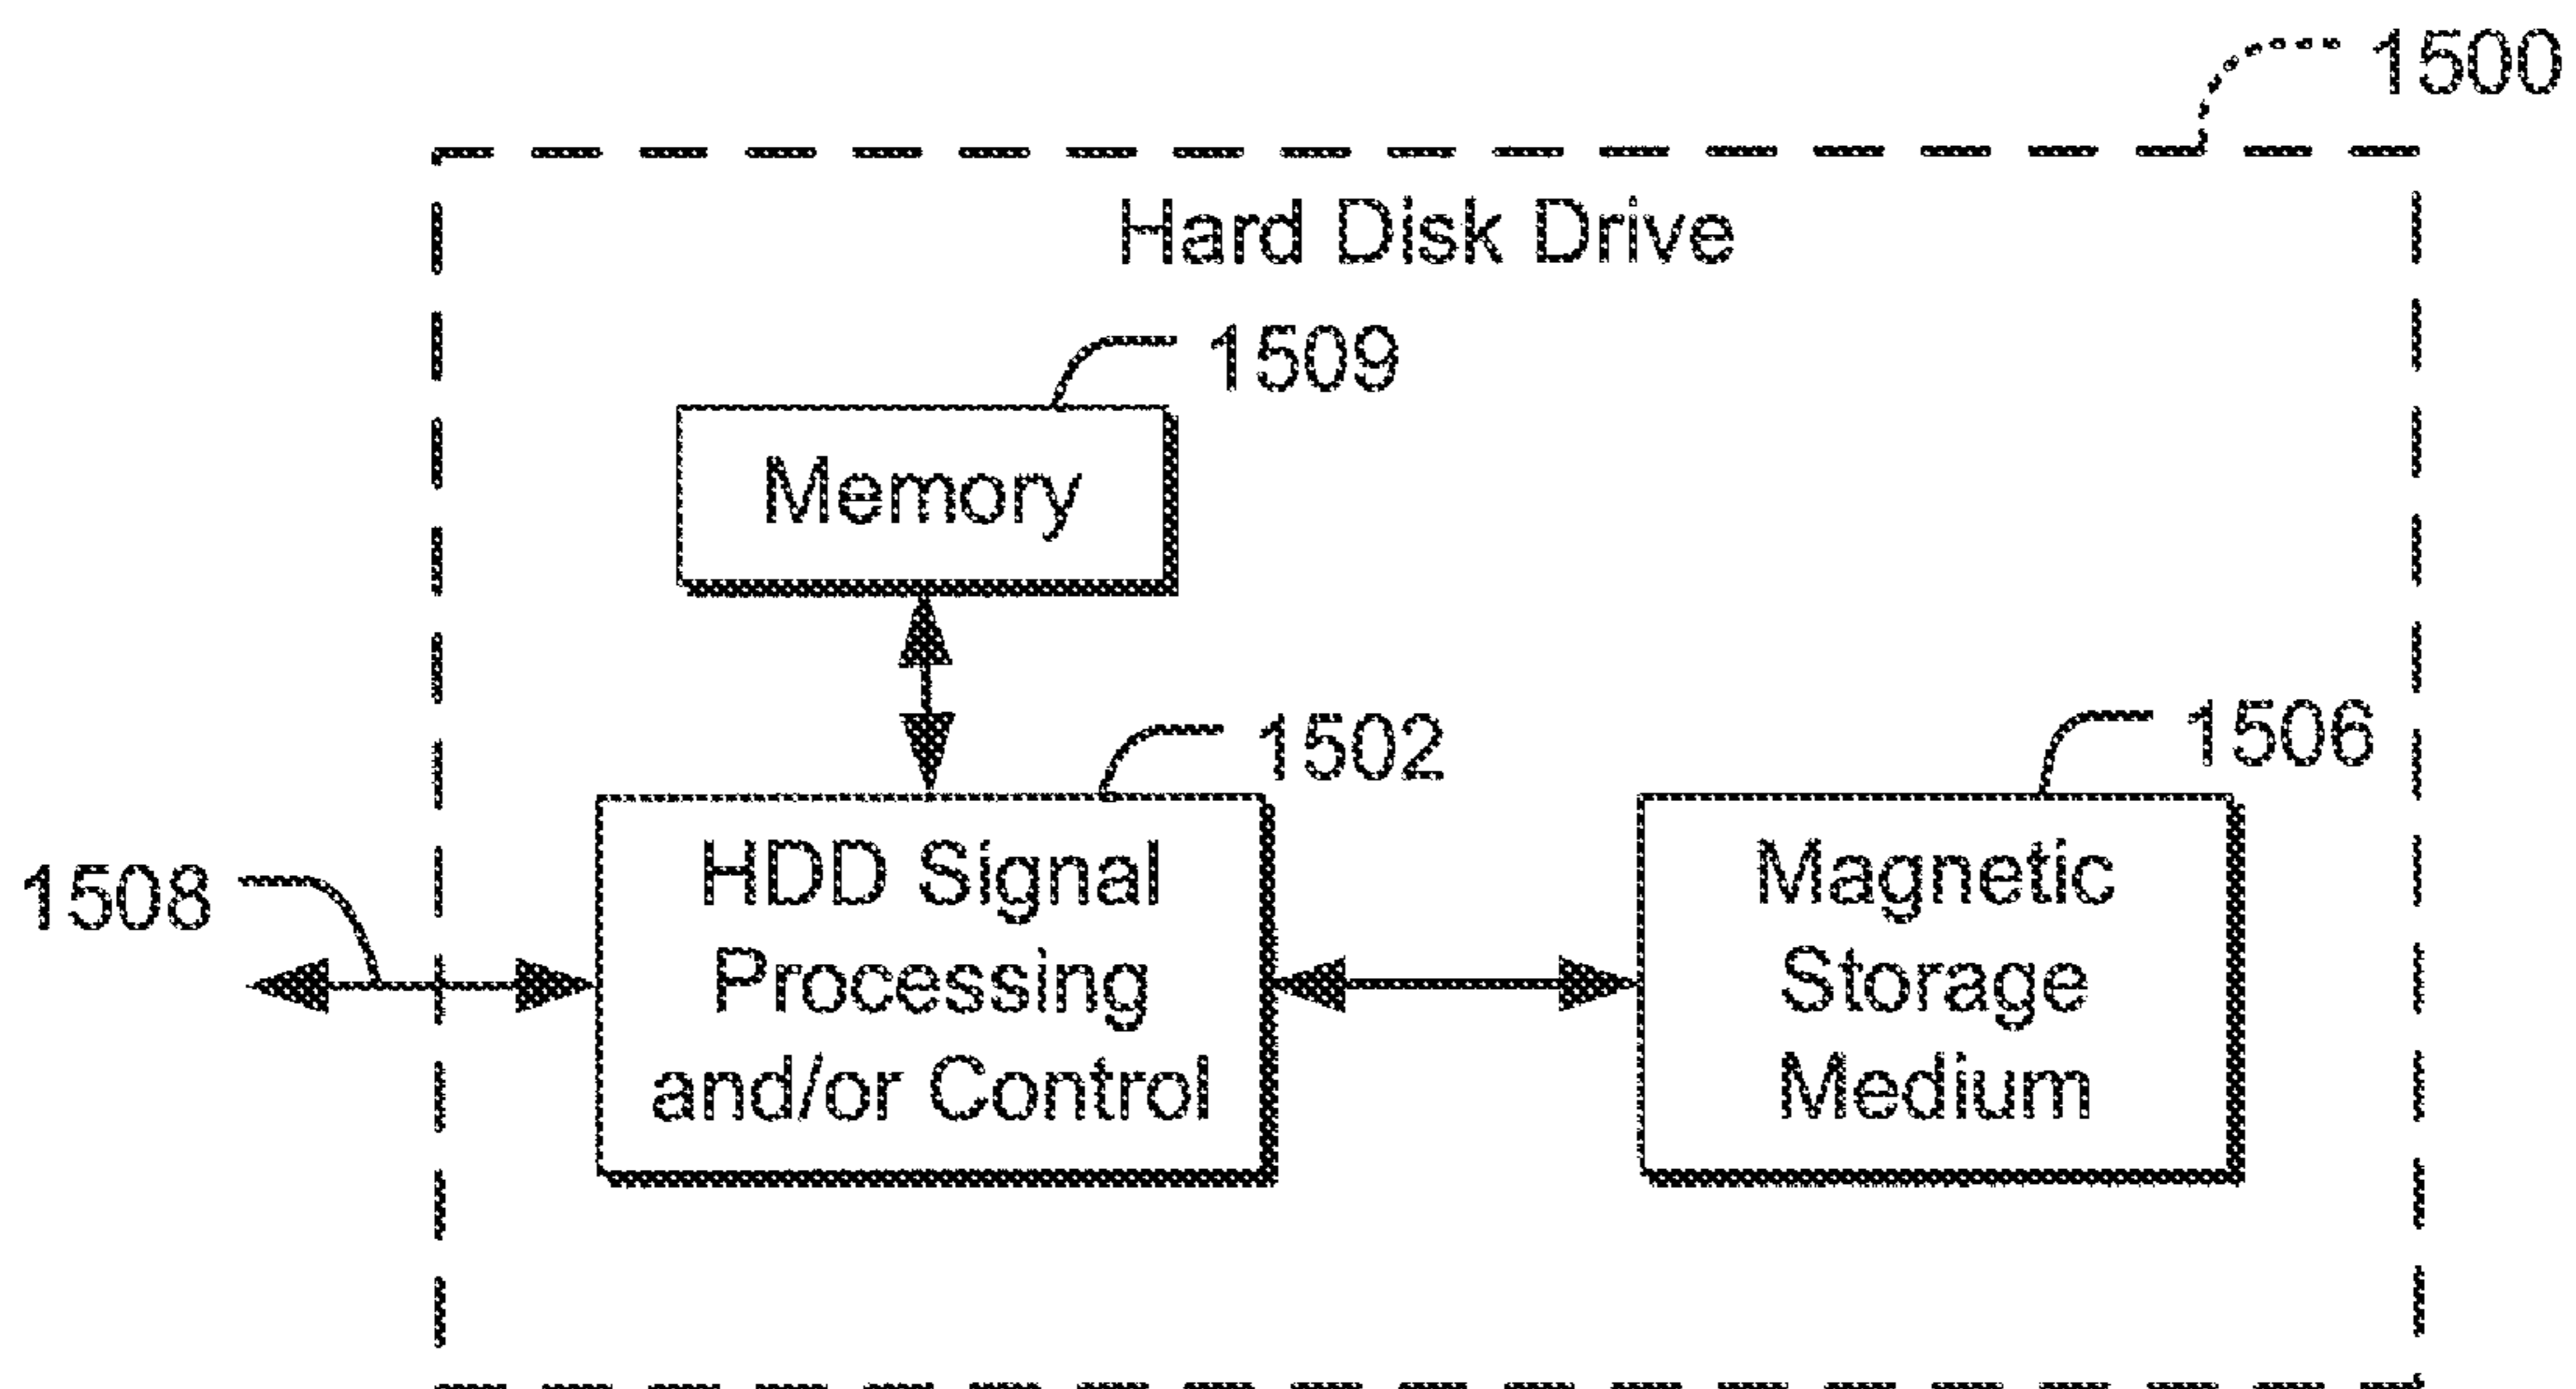 1500
Hard Disk Drive
1509
Memory
1502
1506
1508
HDD Signal
Processing
and/or Control
Magnetic
Storage
Medium